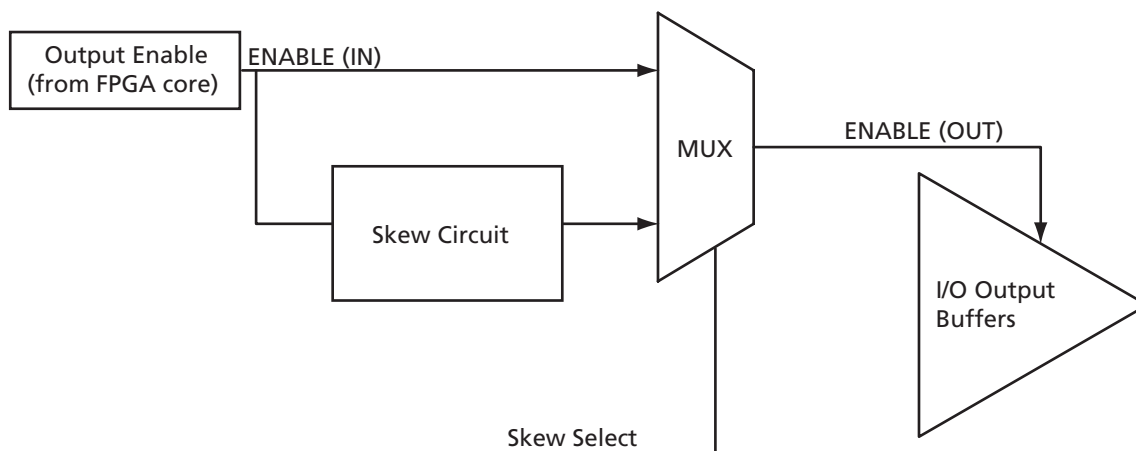 Output Enable
(from FPGA core)
ENABLE (IN)
MUX
ENABLE (OUT)
Skew Circuit
I/O Output
Buffers
Skew Select